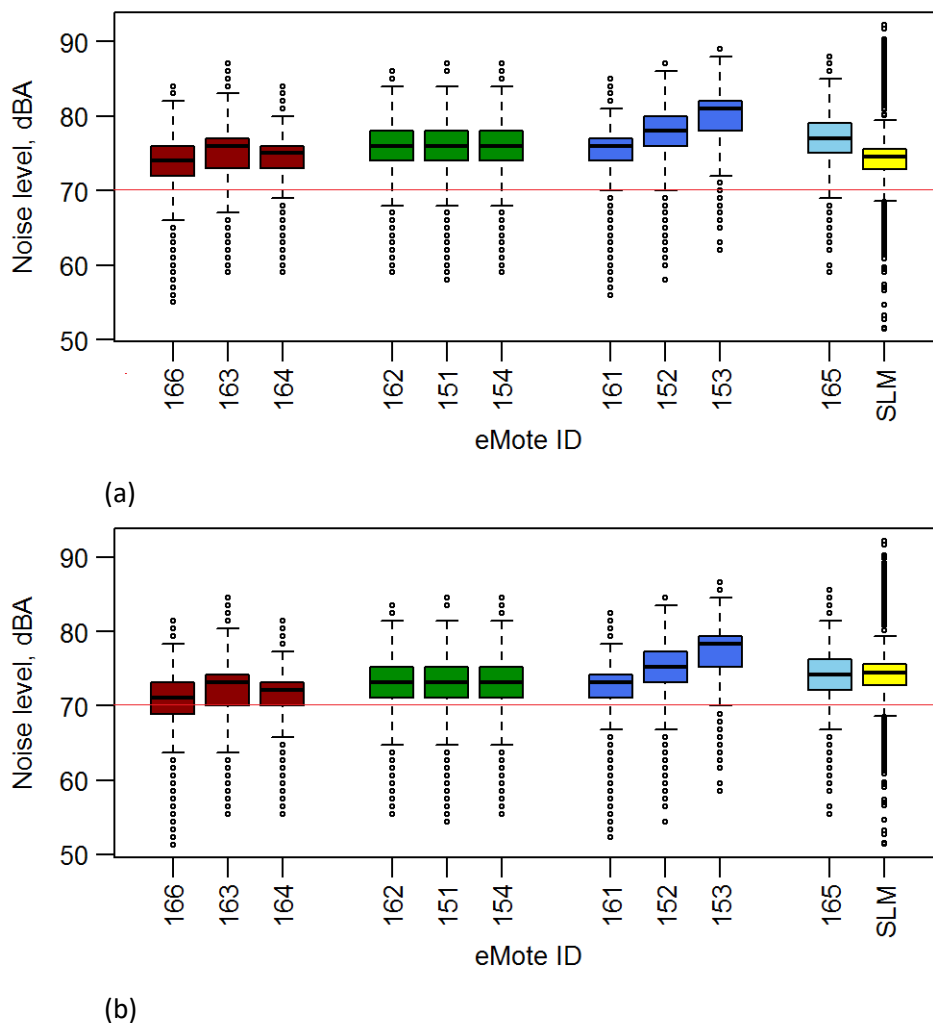 Noise level, dBA
90
80
70
60
50
166 163 164 162 151 154 161 152 153 165 SLM
eMote ID
(a)
Noise level, dBA
90
80
70
60
50
166 163 164 162 151 154 161 152 153 165 SLM
eMote ID
(b)